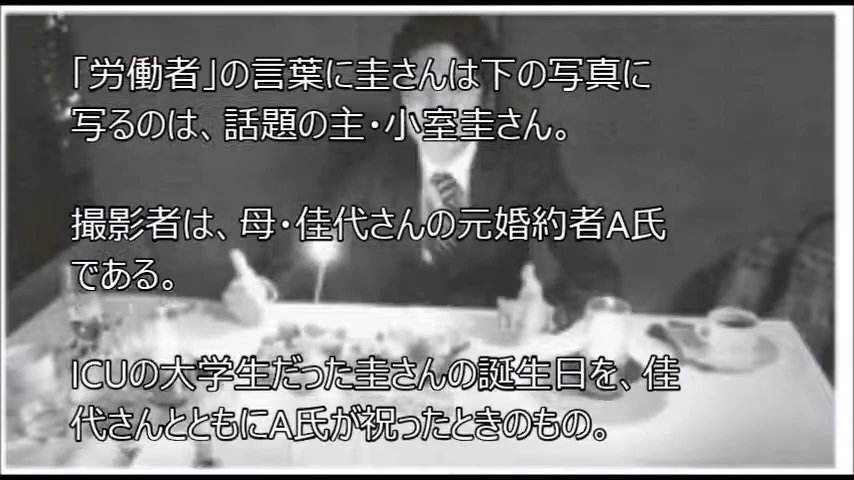 「労働者」の言葉に圭さんは下の写真に
写るのは、話題の主・小室圭さん。
撮影者は、母・佳代さんの元婚約者A氏
である。
ICUの大学生だった圭さんの誕生日を、佳
代さんとともにA氏が祝ったときのもの。